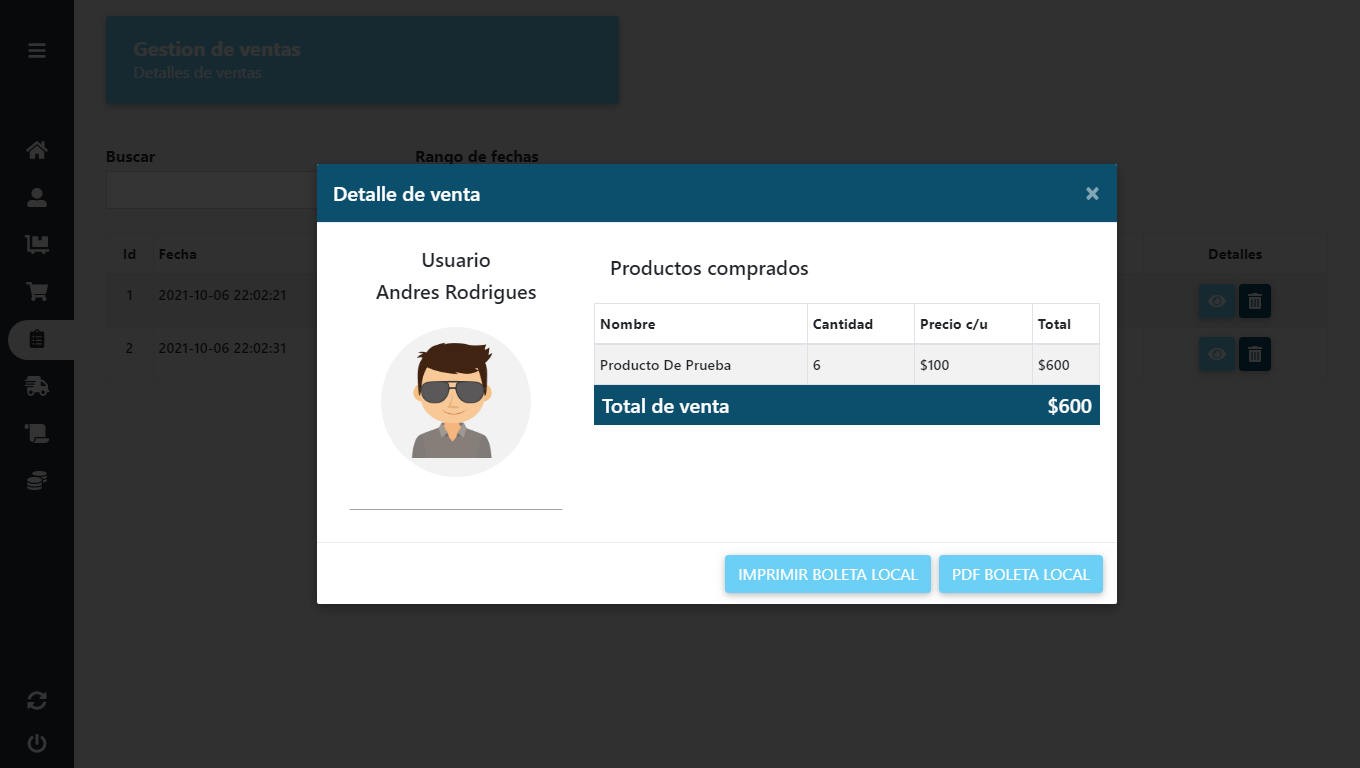 Gestion de ventas
Detalles de ventas
Buscar
Rango de fechas
Id Fecha Detalles
1 2021-10-06 22:02:21
2 2021-10-06 22:02:31
Detalle de venta ×
Usuario
Andres Rodrigues
Productos comprados
Nombre Cantidad Precio c/u Total
Producto De Prueba 6 $100 $600
Total de venta $600
IMPRIMIR BOLETA LOCAL PDF BOLETA LOCAL